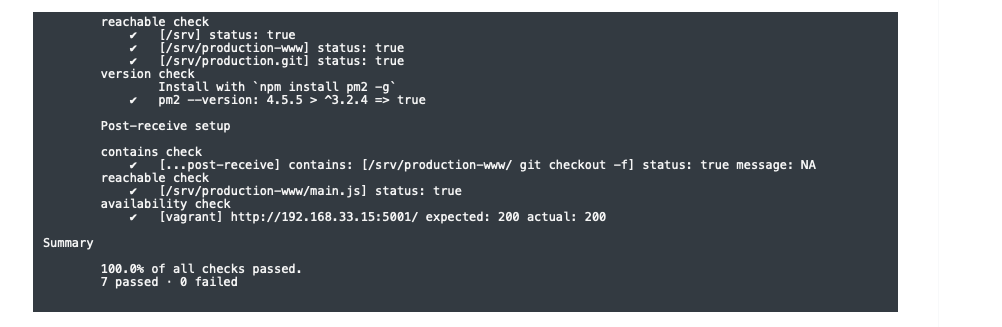 reachable check
✔ [/srv] status: true
✔ [/srv/production-www] status: true
✔ [/srv/production.git] status: true
version check
Install with `npm install pm2 -g`
✔ pm2 --version: 4.5.5 > ^3.2.4 => true
Post-receive setup
contains check
✔ [...post-receive] contains: [/srv/production-www/ git checkout -f] status: true message: NA
reachable check
✔ [/srv/production-www/main.js] status: true
availability check
✔ [vagrant] http://192.168.33.15:5001/ expected: 200 actual: 200
Summary
100.0% of all checks passed.
7 passed · 0 failed